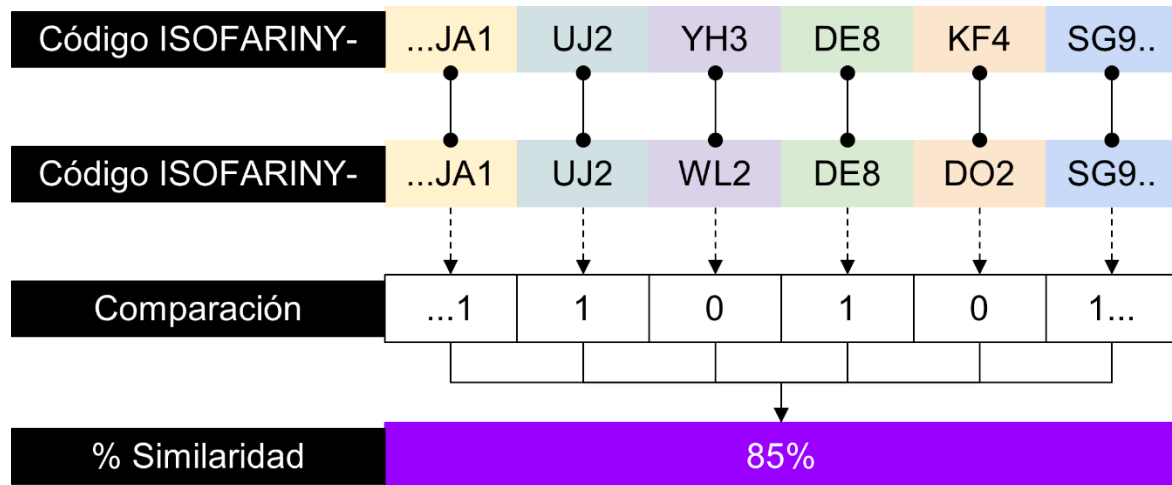 Código ISOFARINY- ...JA1 UJ2 YH3 DE8 KF4 SG9..
Código ISOFARINY- ...JA1 UJ2 WL2 DE8 DO2 SG9..
Comparación ...1 1 0 1 0 1...
% Similaridad 85%